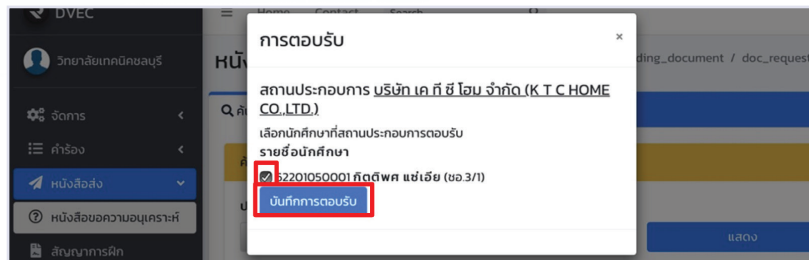 DVEC
Home Contact Search
การตอบรับ ×
วิทยาลัยเทคนิคชลบุรี
ding_document / doc_request
สถานประกอบการ บริษัท เค ที ซี โฮม จำกัด (K T C HOME
CO.,LTD.)
จัดการ
เลือกนักศึกษาที่สถานประกอบการตอบรับ
รายชื่อนักศึกษา
คำร้อง
62201050001 กิตติพศ แซ่เอีย (ชอ.3/1)
หนังสือส่ง
บันทึกการตอบรับ
หนังสือขอความอนุเคราะห์
แสดง
สัญญาการฝึก